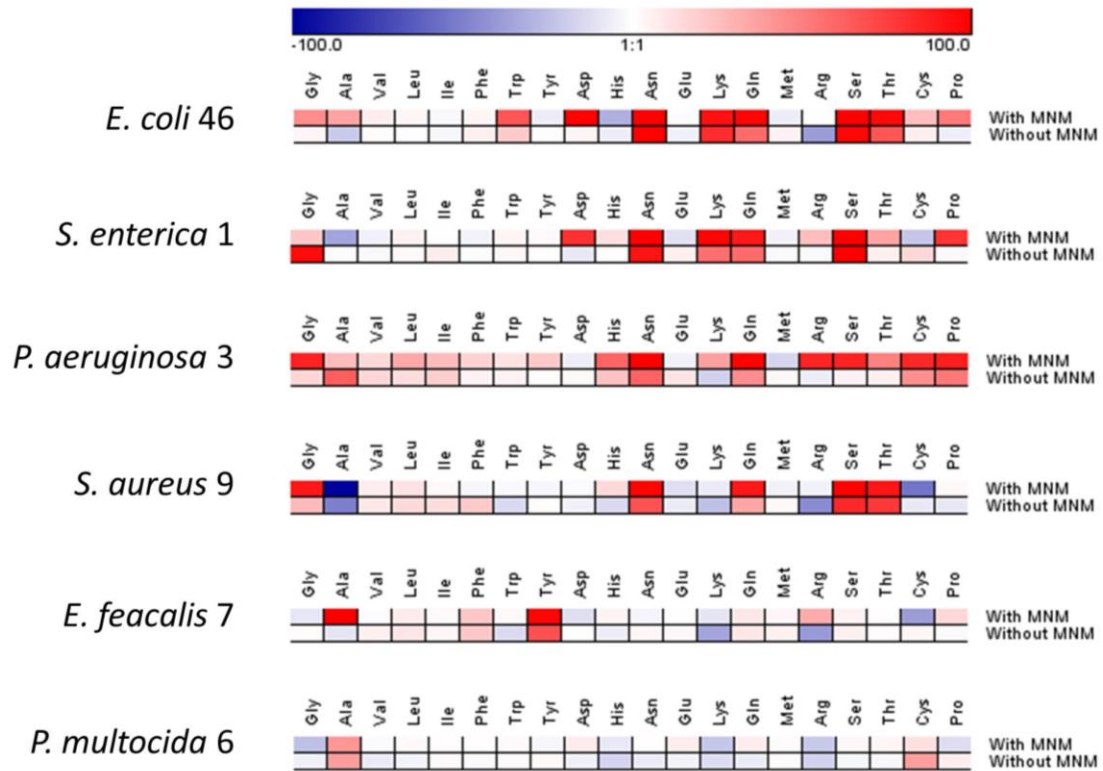 -100.0 1:1 100.0
Gly Ala Val Leu Ile Phe Trp Tyr Asp His Asn Glu Lys Gln Met Arg Ser Thr Cys Pro
E. coli 46
With MNM
Without MNM
Gly Ala Val Leu Ile Phe Trp Tyr Asp His Asn Glu Lys Gln Met Arg Ser Thr Cys Pro
S. enterica 1
With MNM
Without MNM
Gly Ala Val Leu Ile Phe Trp Tyr Asp His Asn Glu Lys Gln Met Arg Ser Thr Cys Pro
P. aeruginosa 3
With MNM
Without MNM
Gly Ala Val Leu Ile Phe Trp Tyr Asp His Asn Glu Lys Gln Met Arg Ser Thr Cys Pro
S. aureus 9
With MNM
Without MNM
Gly Ala Val Leu Ile Phe Trp Tyr Asp His Asn Glu Lys Gln Met Arg Ser Thr Cys Pro
E. feacalis 7
With MNM
Without MNM
Gly Ala Val Leu Ile Phe Trp Tyr Asp His Asn Glu Lys Gln Met Arg Ser Thr Cys Pro
P. multocida 6
With MNM
Without MNM